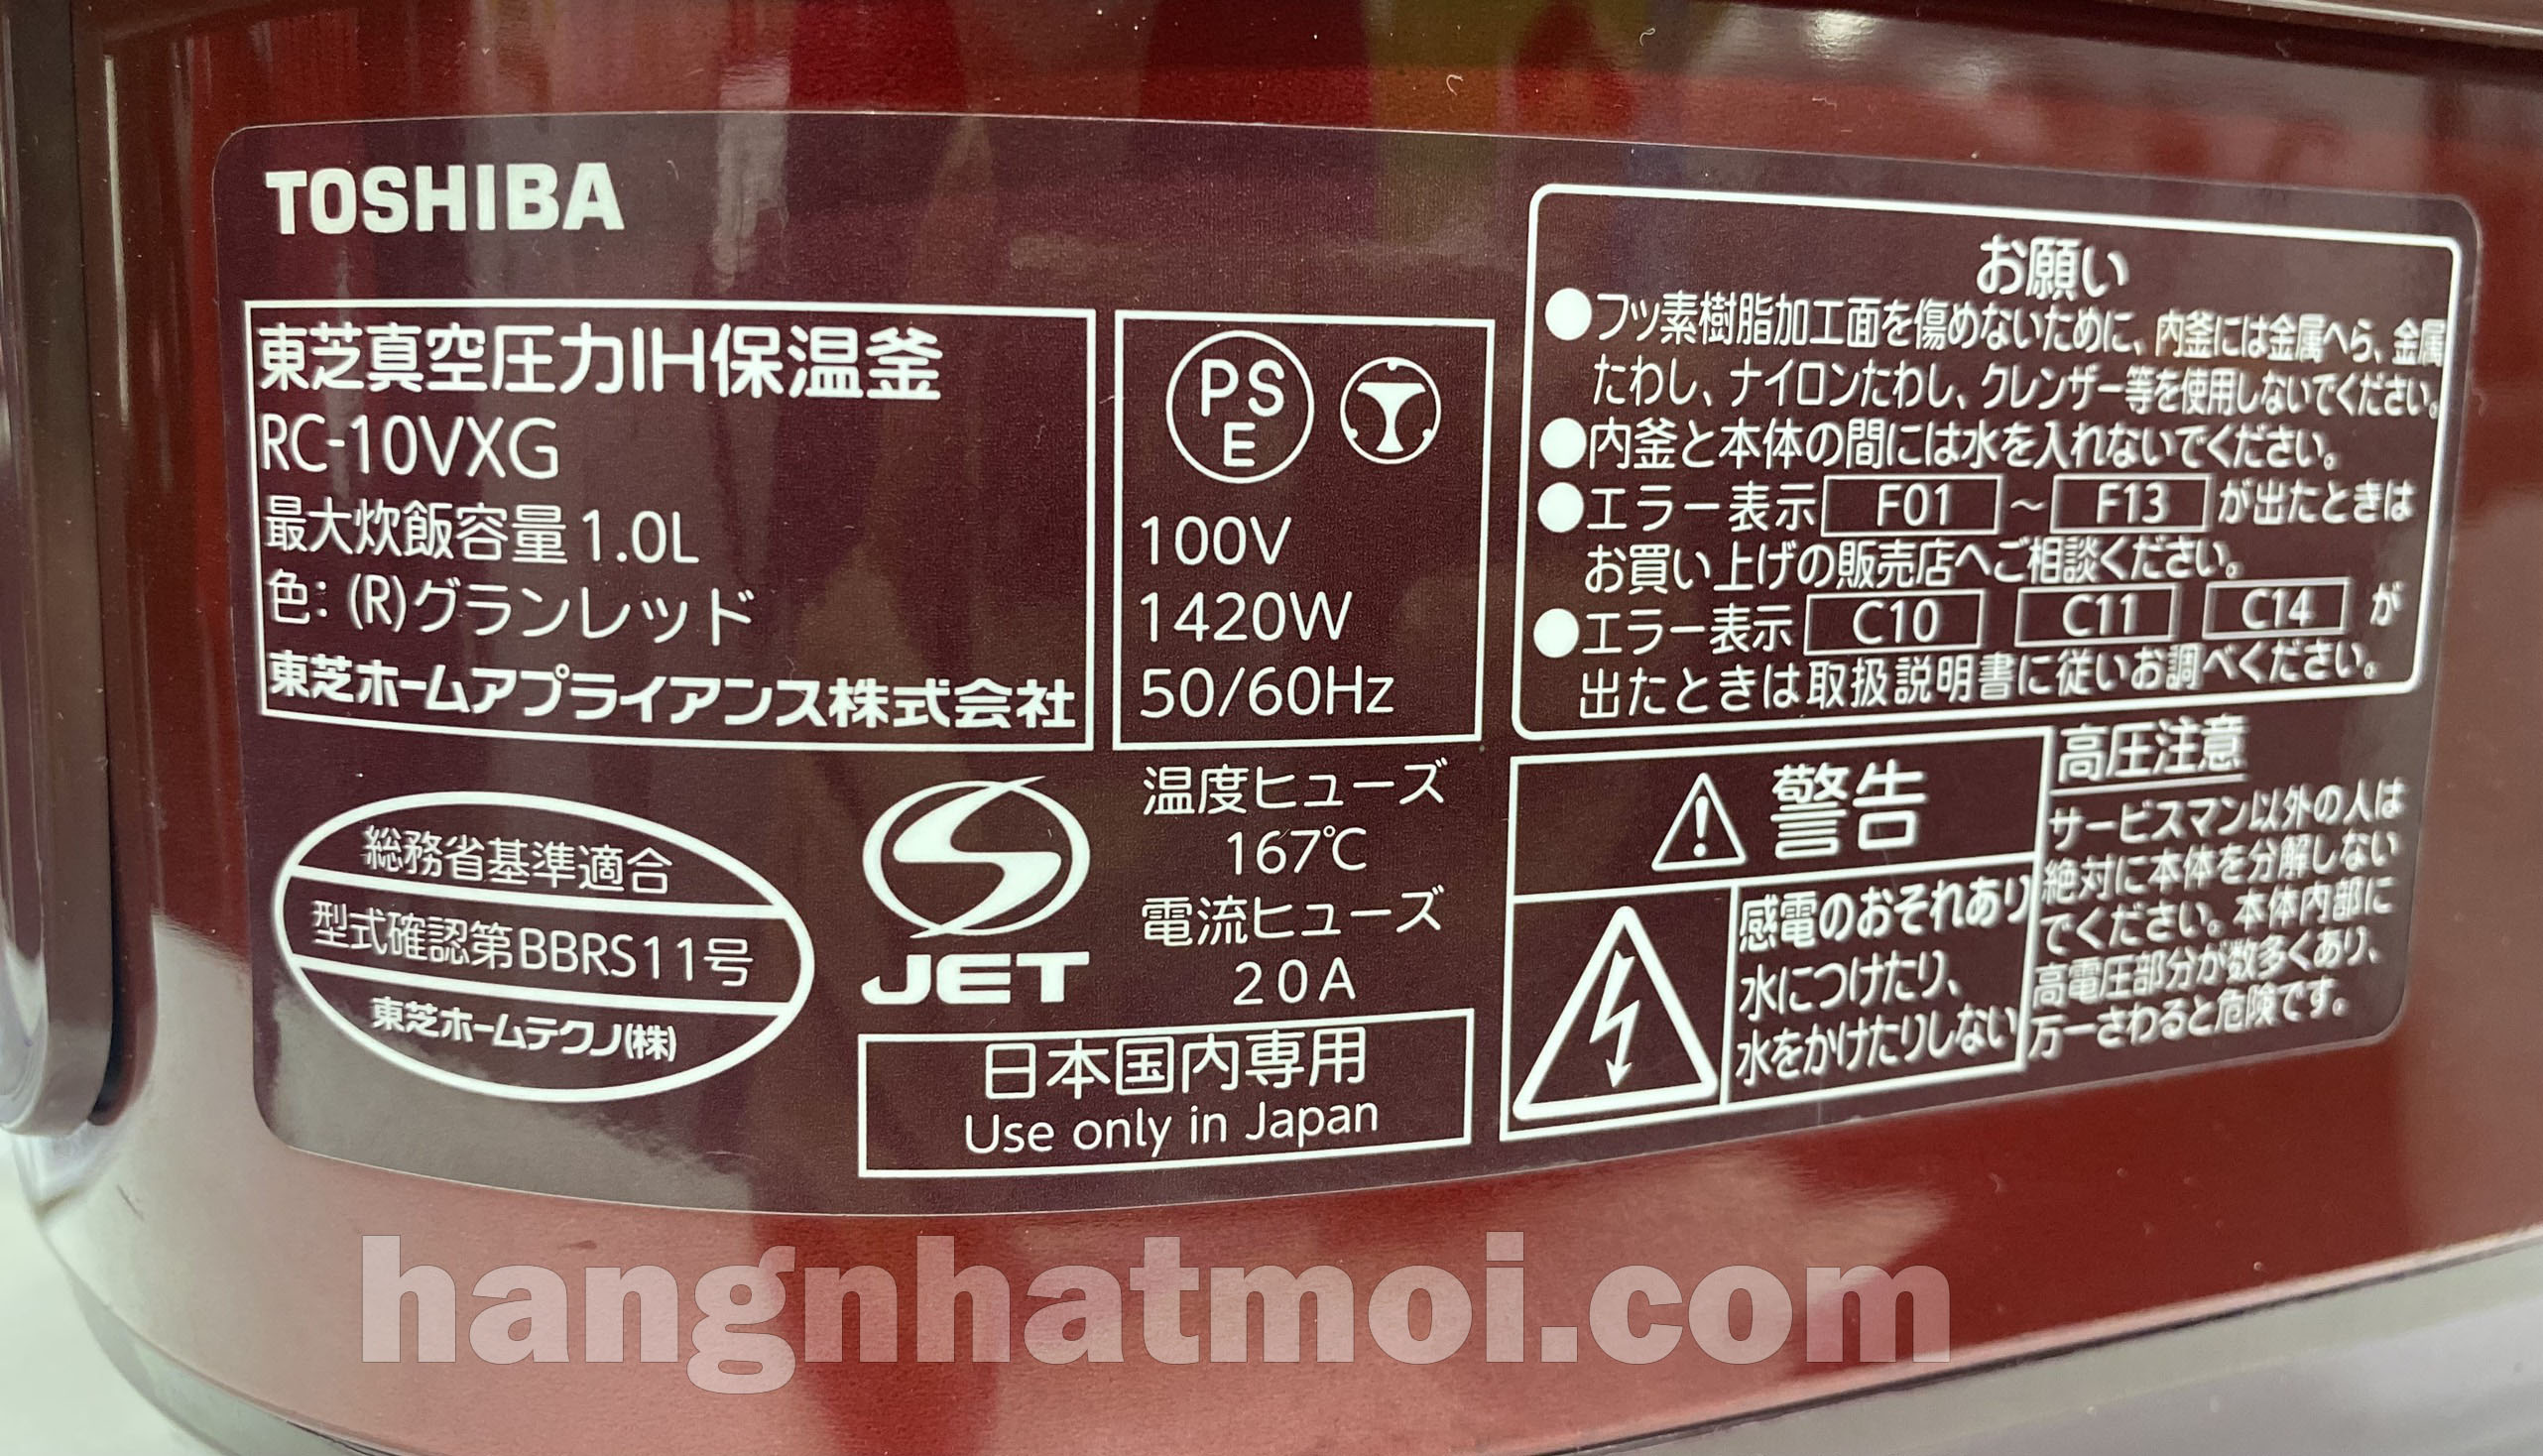 TOSHIBA
東芝真空圧力IH保温釜
RC-10VXG
最大炊飯容量1.0L
色:(R)グランレッド
東芝ホームアプライアンス株式会社
PS
E
100V
1420W
50/60Hz
お願い
●フッ素樹脂加工面を傷めないために、内釜には金属へら、金属
たわし、ナイロンたわし、クレンザー等を使用しないでください。
●内釜と本体の間には水を入れないでください。
●エラー表示 F01 ～ F13 が出たときは
お買い上げの販売店へご相談ください。
●エラー表示 C10 C11 C14 が
出たときは取扱説明書に従いお調べください。
総務省基準適合
型式確認第BBRS11号
東芝ホームテクノ(株)
JET
温度ヒューズ
167℃
電流ヒューズ
20A
日本国内専用
Use only in Japan
警告
感電のおそれあり
水につけたり、
水をかけたりしない
高圧注意
サービスマン以外の人は
絶対に本体を分解しない
でください。本体内部に
高電圧部分が数多くあり、
万一さわると危険です。
hangnhatmoi.com